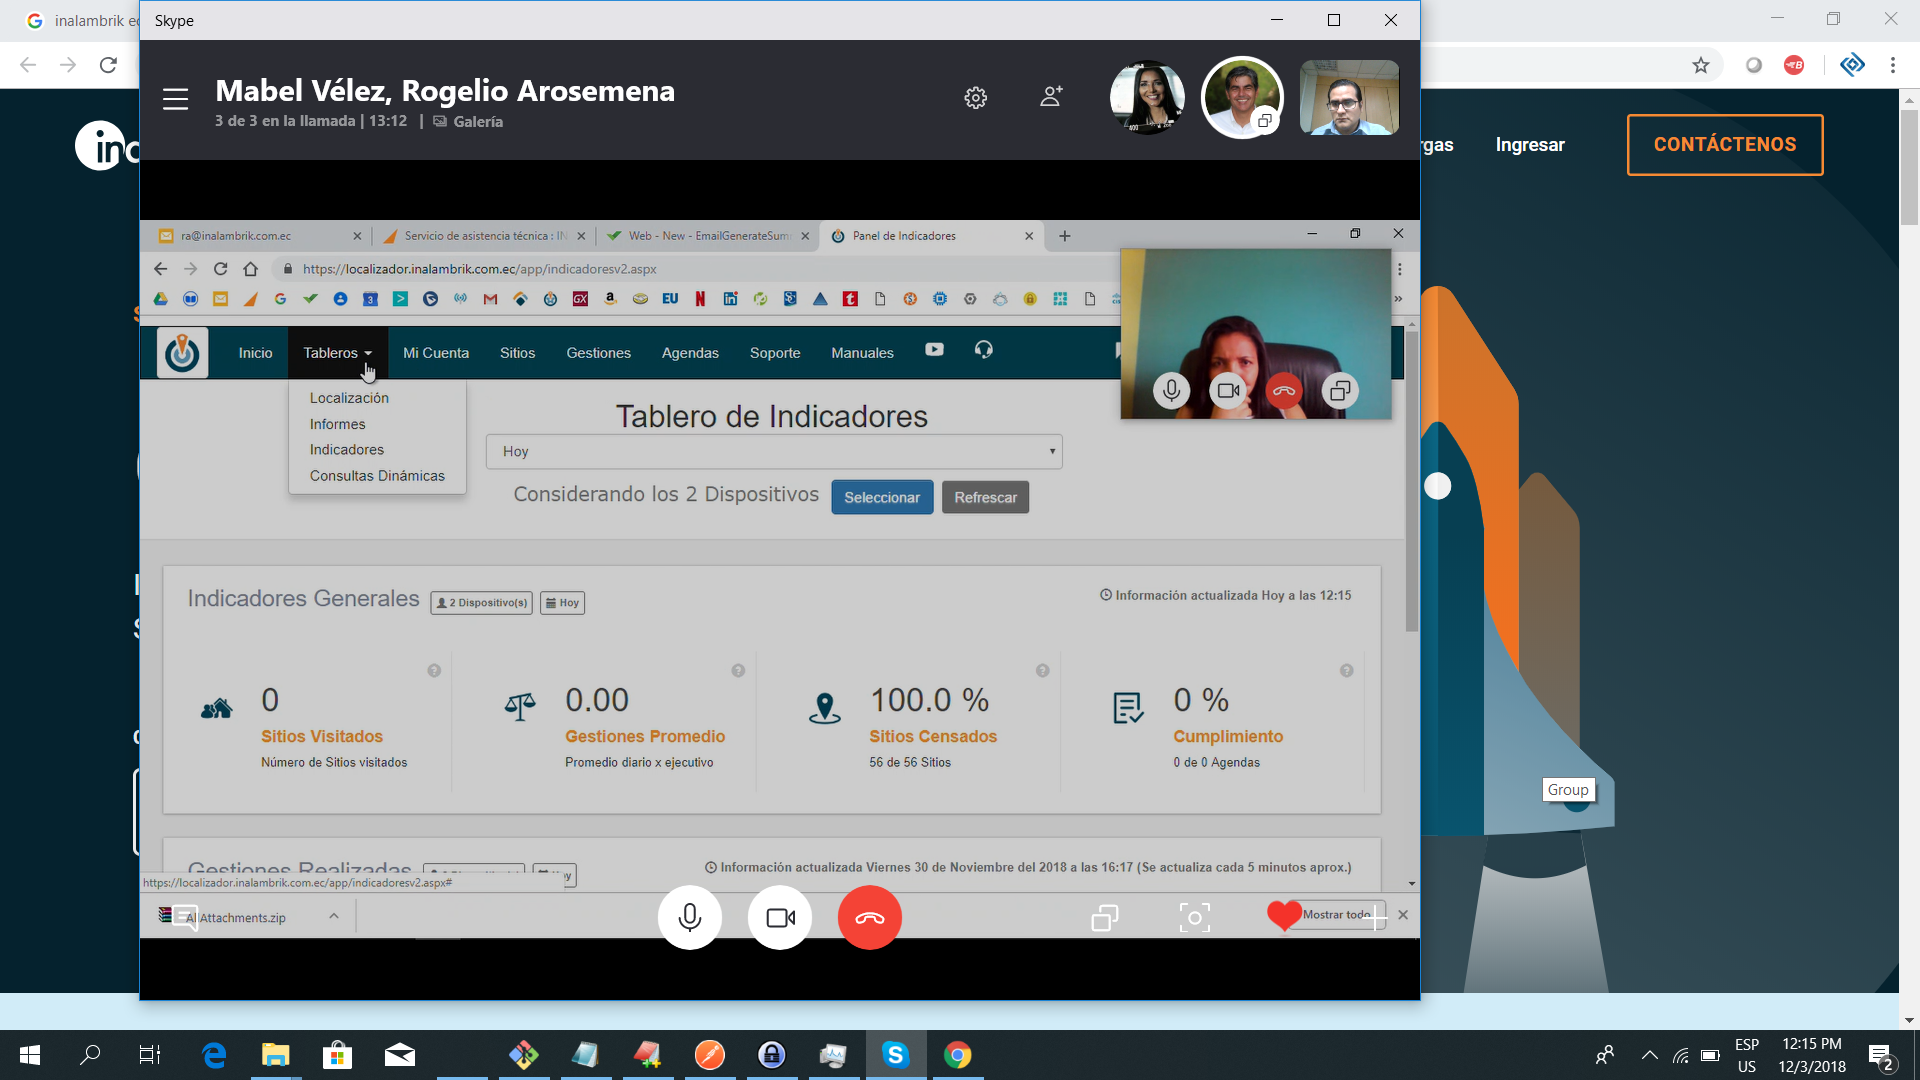 inalambrik ec
Skype
Mabel Vélez, Rogelio Arosemena
3 de 3 en la llamada | 13:12 | Galería
in
rgas
Ingresar
CONTÁCTENOS
ra@inalambrik.com.ec
Servicio de asistencia técnica : IN
Web - New - EmailGenerateSum
Panel de Indicadores
https://localizador.inalambrik.com.ec/app/indicadoresv2.aspx
Inicio
Tableros
Mi Cuenta
Sitios
Gestiones
Agendas
Soporte
Manuales
Localización
Informes
Indicadores
Consultas Dinámicas
Tablero de Indicadores
Hoy
Considerando los 2 Dispositivos
Seleccionar
Refrescar
Indicadores Generales
2 Dispositivo(s)
Hoy
Información actualizada Hoy a las 12:15
0
Sitios Visitados
Número de Sitios visitados
0.00
Gestiones Promedio
Promedio diario x ejecutivo
100.0 %
Sitios Censados
56 de 56 Sitios
0 %
Cumplimiento
0 de 0 Agendas
Group
Gestiones Realizadas
Información actualizada Viernes 30 de Noviembre del 2018 a las 16:17 (Se actualiza cada 5 minutos aprox.)
https://localizador.inalambrik.com.ec/app/indicadoresv2.aspx#
AllAttachments.zip
Mostrar todo
ESP
US
12:15 PM
12/3/2018
2